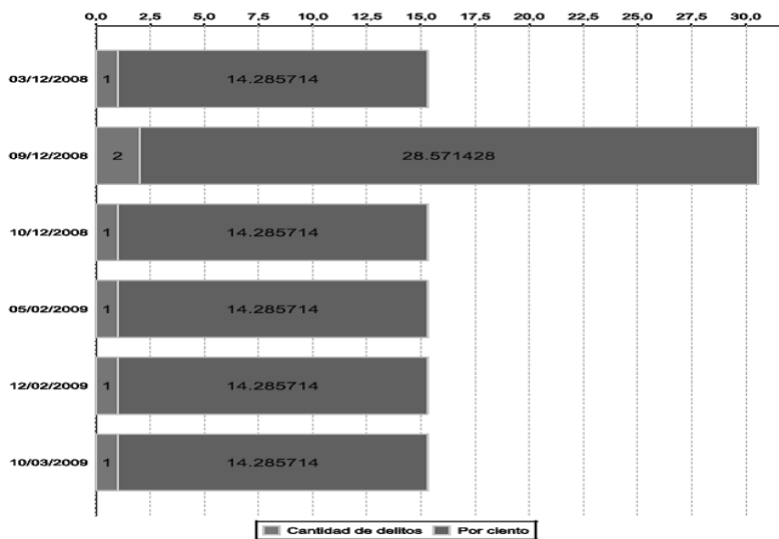 0,0 2,5 5,0 7,5 10,0 12,5 15,0 17,5 20,0 22,5 25,0 27,5 30,0
03/12/2008 1 14.285714
09/12/2008 2 28.571428
10/12/2008 1 14.285714
05/02/2009 1 14.285714
12/02/2009 1 14.285714
10/03/2009 1 14.285714
Cantidad de delitos Por ciento